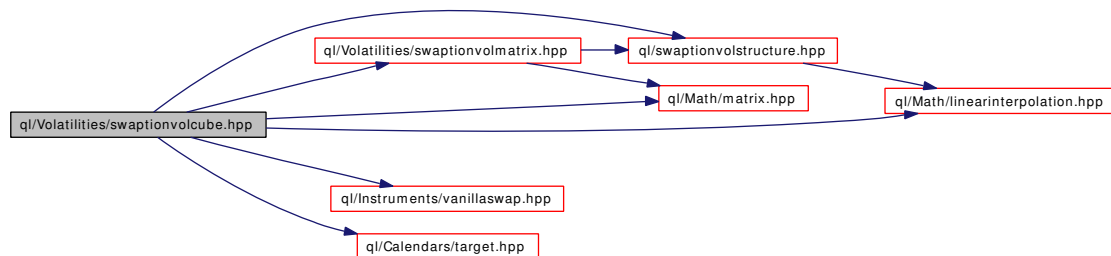 ql/Volatilities/swaptionvolmatrix.hpp
ql/swaptionvolstructure.hpp
ql/Math/matrix.hpp
ql/Math/linearinterpolation.hpp
ql/Volatilities/swaptionvolcube.hpp
ql/Instruments/vanillaswap.hpp
ql/Calendars/target.hpp